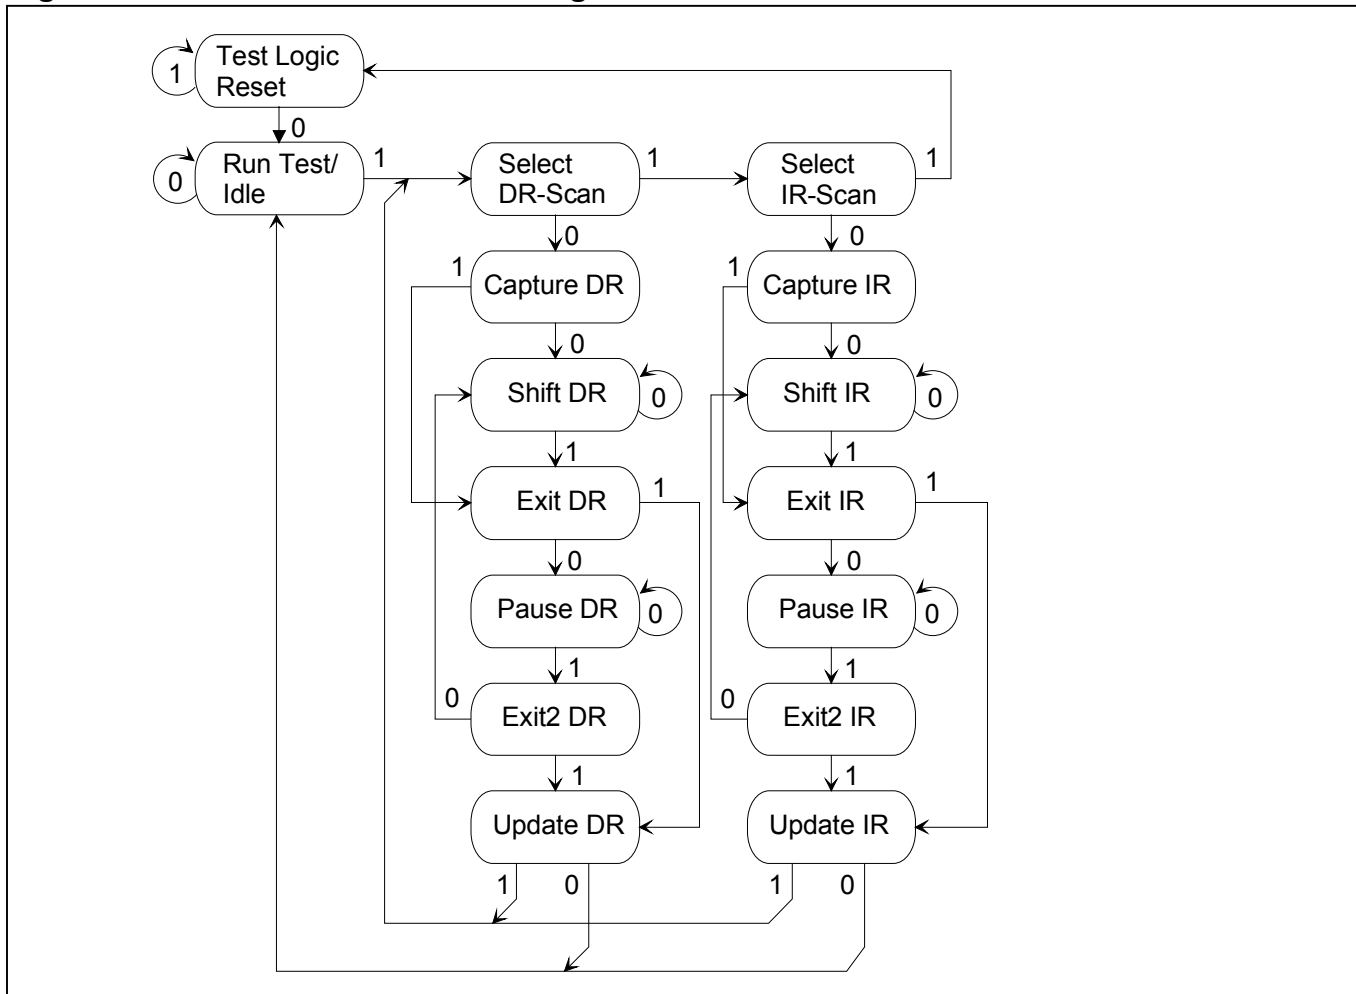 Test Logic
Reset
1
0
Run Test/
Idle
0
1
Select
DR-Scan
1
Select
IR-Scan
1
0
0
1
Capture DR
1
Capture IR
0
0
Shift DR
0
Shift IR
0
1
1
Exit DR
1
Exit IR
1
0
0
Pause DR
0
Pause IR
0
1
1
0
Exit2 DR
0
Exit2 IR
1
1
Update DR
Update IR
1
0
1
0